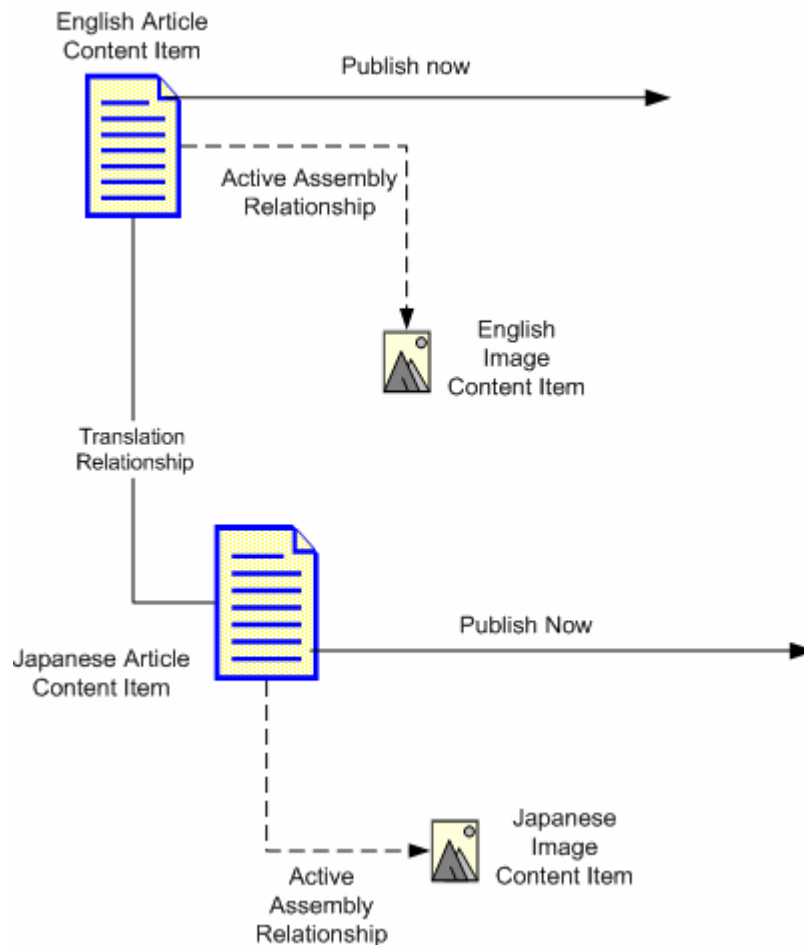 English Article
Content Item
Publish now
Active Assembly
Relationship
English
Image
Content Item
Translation
Relationship
Publish Now
Japanese Article
Content Item
Japanese
Image
Content Item
Active
Assembly
Relationship